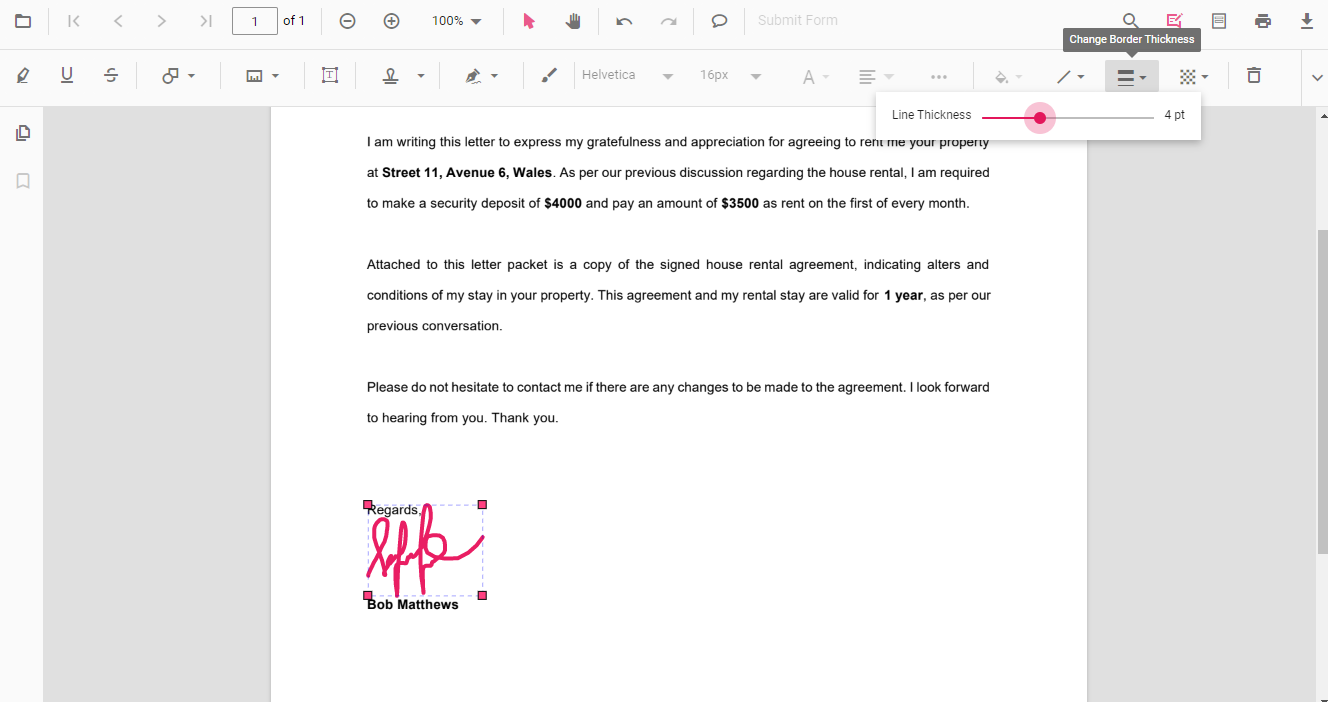 1 of 1 100% Submit Form
Change Border Thickness
Helvetica 16px
Line Thickness 4 pt
I am writing this letter to express my gratefulness and appreciation for agreeing to rent me your property
at Street 11, Avenue 6, Wales. As per our previous discussion regarding the house rental, I am required
to make a security deposit of $4000 and pay an amount of $3500 as rent on the first of every month.
Attached to this letter packet is a copy of the signed house rental agreement, indicating alters and
conditions of my stay in your property. This agreement and my rental stay are valid for 1 year, as per our
previous conversation.
Please do not hesitate to contact me if there are any changes to be made to the agreement. I look forward
to hearing from you. Thank you.
Regards,
Bob Matthews